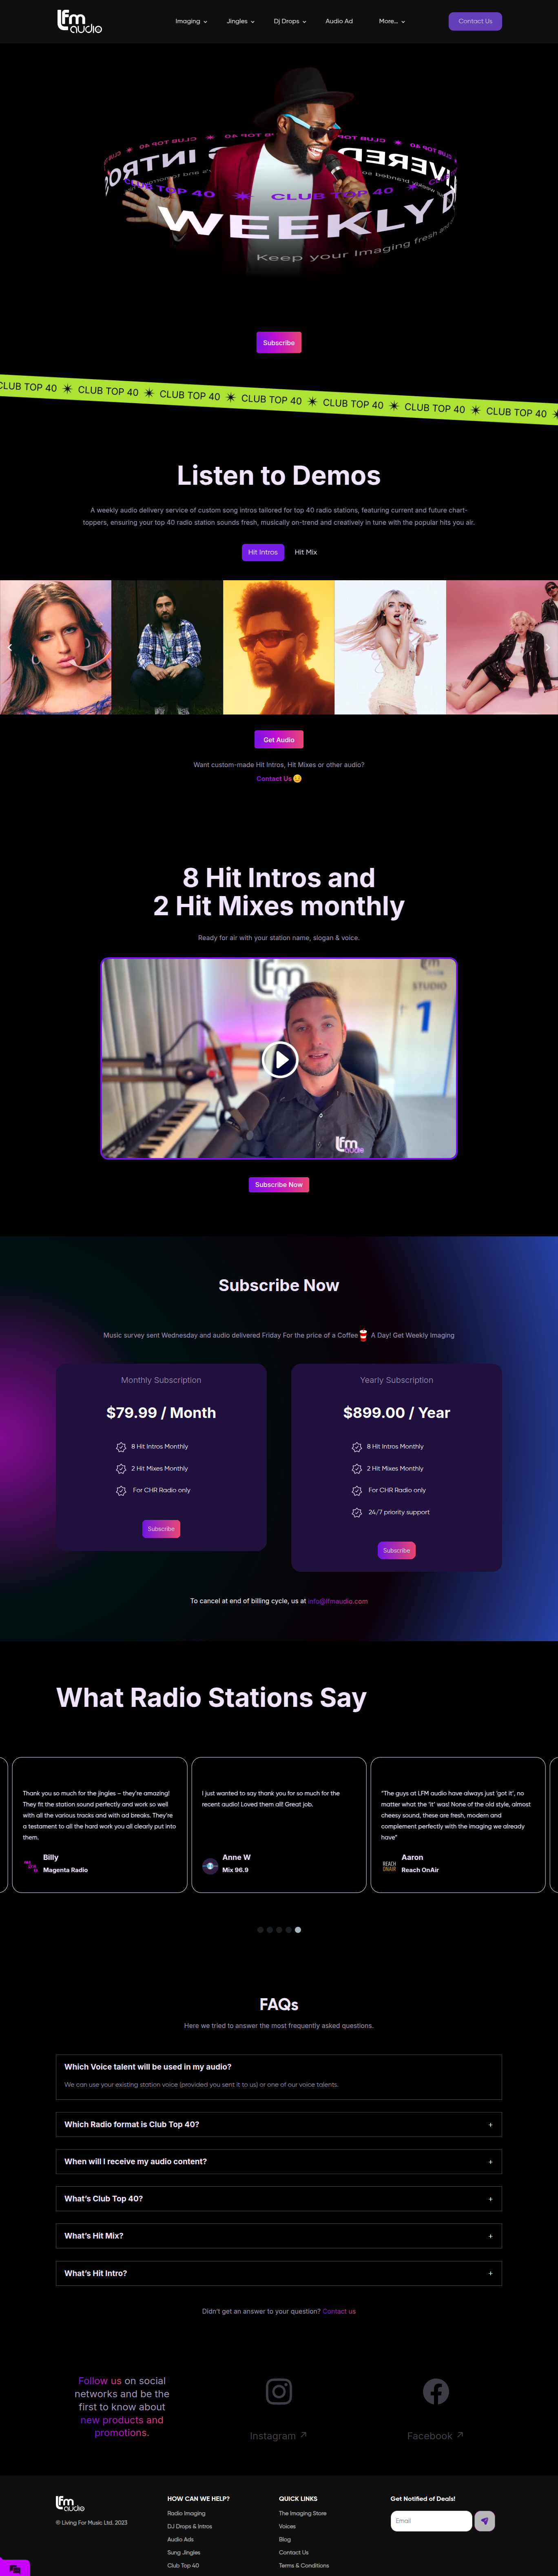 Lfm audio
Imaging
Jingles
Dj Drops
Audio Ad
More...
Contact Us
CLUB TOP 40
CLUB TOP 40
WEEKLY
Keep your Imaging fresh and
Subscribe
CLUB TOP 40 CLUB TOP 40 CLUB TOP 40 CLUB TOP 40 CLUB TOP 40 CLUB TOP 40 CLUB TOP 40
Listen to Demos
A weekly audio delivery service of custom song intros tailored for top 40 radio stations, featuring current and future chart-
toppers, ensuring your top 40 radio station sounds fresh, musically on-trend and creatively in tune with the popular hits you air.
Hit Intros
Hit Mix
Get Audio
Want custom-made Hit Intros, Hit Mixes or other audio?
Contact Us
8 Hit Intros and
2 Hit Mixes monthly
Ready for air with your station name, slogan & voice.
lfm
STUDIO
1
lfm audio
Subscribe Now
Subscribe Now
Music survey sent Wednesday and audio delivered Friday For the price of a Coffee A Day! Get Weekly Imaging
Monthly Subscription
$79.99 / Month
8 Hit Intros Monthly
2 Hit Mixes Monthly
For CHR Radio only
Subscribe
Yearly Subscription
$899.00 / Year
8 Hit Intros Monthly
2 Hit Mixes Monthly
For CHR Radio only
24/7 priority support
Subscribe
To cancel at end of billing cycle, us at info@lfmaudio.com
What Radio Stations Say
Thank you so much for the jingles – they're amazing!
They fit the station sound perfectly and work so well
with all the various tracks and with ad breaks. They're
a testament to all the hard work you all clearly put into
them.
Billy
Magenta Radio
I just wanted to say thank you for so much for the
recent audio! Loved them all! Great job.
Anne W
Mix 96.9
"The guys at LFM audio have always just 'got it', no
matter what the 'it' was! None of the old style, almost
cheesy sound, these are fresh, modern and
complement perfectly with the imaging we already
have"
REACH
ONAIR
Aaron
Reach OnAir
FAQs
Here we tried to answer the most frequently asked questions.
Which Voice talent will be used in my audio?
We can use your existing station voice (provided you sent it to us) or one of our voice talents.
Which Radio format is Club Top 40? +
When will I receive my audio content? +
What's Club Top 40? +
What's Hit Mix? +
What's Hit Intro? +
Didn't get an answer to your question? Contact us
Follow us on social
networks and be the
first to know about
new products and
promotions.
Instagram ↗
Facebook ↗
Lfm audio
© Living For Music Ltd. 2023
HOW CAN WE HELP?
Radio Imaging
DJ Drops & Intros
Audio Ads
Sung Jingles
Club Top 40
QUICK LINKS
The Imaging Store
Voices
Blog
Contact Us
Terms & Conditions
Get Notified of Deals!
Email